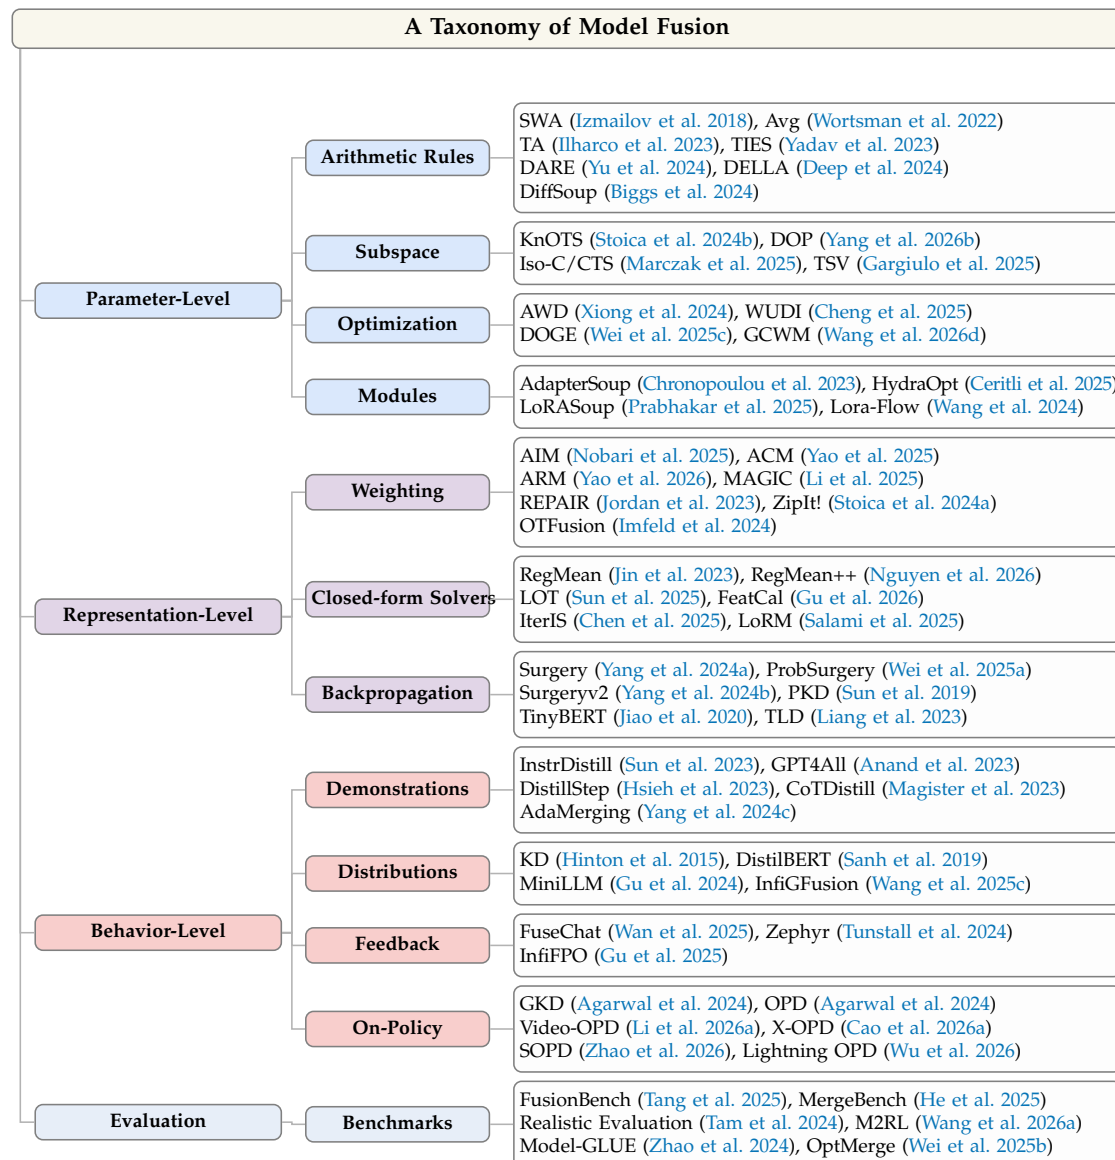 A Taxonomy of Model Fusion
Parameter-Level
Arithmetic Rules
SWA (Izmailov et al. 2018), Avg (Wortsman et al. 2022)
TA (Ilharco et al. 2023), TIES (Yadav et al. 2023)
DARE (Yu et al. 2024), DELLA (Deep et al. 2024)
DiffSoup (Biggs et al. 2024)
Subspace
KnOTS (Stoica et al. 2024b), DOP (Yang et al. 2026b)
Iso-C/CTS (Marczak et al. 2025), TSV (Gargiulo et al. 2025)
Optimization
AWD (Xiong et al. 2024), WUDI (Cheng et al. 2025)
DOGE (Wei et al. 2025c), GCWM (Wang et al. 2026d)
Modules
AdapterSoup (Chronopoulou et al. 2023), HydraOpt (Ceritli et al. 2025)
LoRASoup (Prabhakar et al. 2025), Lora-Flow (Wang et al. 2024)
Representation-Level
Weighting
AIM (Nobari et al. 2025), ACM (Yao et al. 2025)
ARM (Yao et al. 2026), MAGIC (Li et al. 2025)
REPAIR (Jordan et al. 2023), ZipIt! (Stoica et al. 2024a)
OTFusion (Imfeld et al. 2024)
Closed-form Solvers
RegMean (Jin et al. 2023), RegMean++ (Nguyen et al. 2026)
LOT (Sun et al. 2025), FeatCal (Gu et al. 2026)
IterIS (Chen et al. 2025), LoRM (Salami et al. 2025)
Backpropagation
Surgery (Yang et al. 2024a), ProbSurgery (Wei et al. 2025a)
Surgeryv2 (Yang et al. 2024b), PKD (Sun et al. 2019)
TinyBERT (Jiao et al. 2020), TLD (Liang et al. 2023)
Behavior-Level
Demonstrations
InstrDistill (Sun et al. 2023), GPT4All (Anand et al. 2023)
DistillStep (Hsieh et al. 2023), CoTDistill (Magister et al. 2023)
AdaMerging (Yang et al. 2024c)
Distributions
KD (Hinton et al. 2015), DistilBERT (Sanh et al. 2019)
MiniLLM (Gu et al. 2024), InfiGFusion (Wang et al. 2025c)
Feedback
FuseChat (Wan et al. 2025), Zephyr (Tunstall et al. 2024)
InfiFPO (Gu et al. 2025)
On-Policy
GKD (Agarwal et al. 2024), OPD (Agarwal et al. 2024)
Video-OPD (Li et al. 2026a), X-OPD (Cao et al. 2026a)
SOPD (Zhao et al. 2026), Lightning OPD (Wu et al. 2026)
Evaluation
Benchmarks
FusionBench (Tang et al. 2025), MergeBench (He et al. 2025)
Realistic Evaluation (Tam et al. 2024), M2RL (Wang et al. 2026a)
Model-GLUE (Zhao et al. 2024), OptMerge (Wei et al. 2025b)